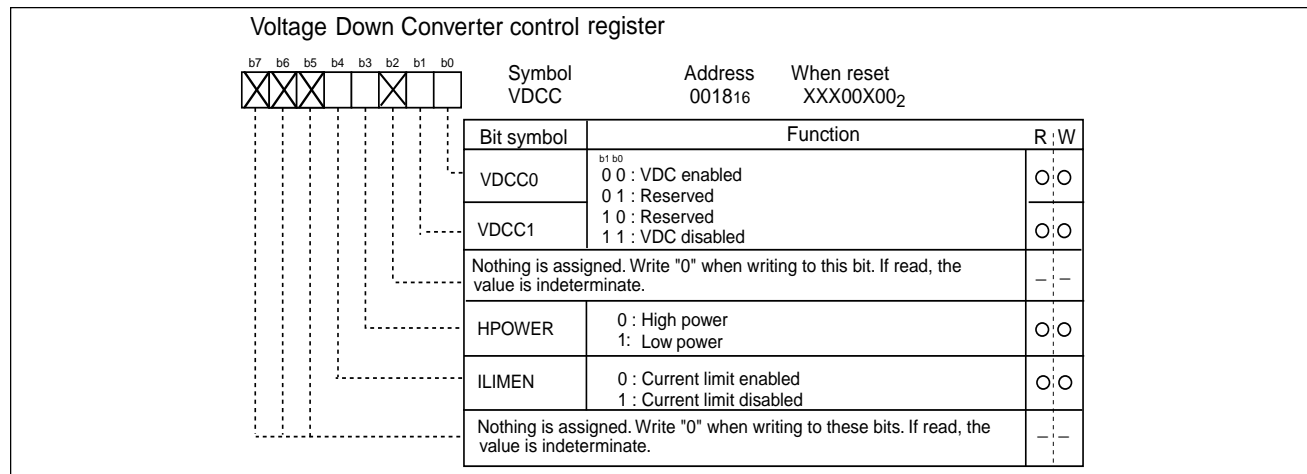 Voltage Down Converter control register
b7 b6 b5 b4 b3 b2 b1 b0
Symbol Address When reset
VDCC 001816 XXX00X002
Bit symbol Function R W
b1 b0
VDCC0 0 0 : VDC enabled
0 1 : Reserved
1 0 : Reserved
VDCC1 1 1 : VDC disabled
Nothing is assigned. Write "0" when writing to this bit. If read, the – –
value is indeterminate.
HPOWER 0 : High power
1: Low power
ILIMEN 0 : Current limit enabled
1 : Current limit disabled
Nothing is assigned. Write "0" when writing to these bits. If read, the – –
value is indeterminate.